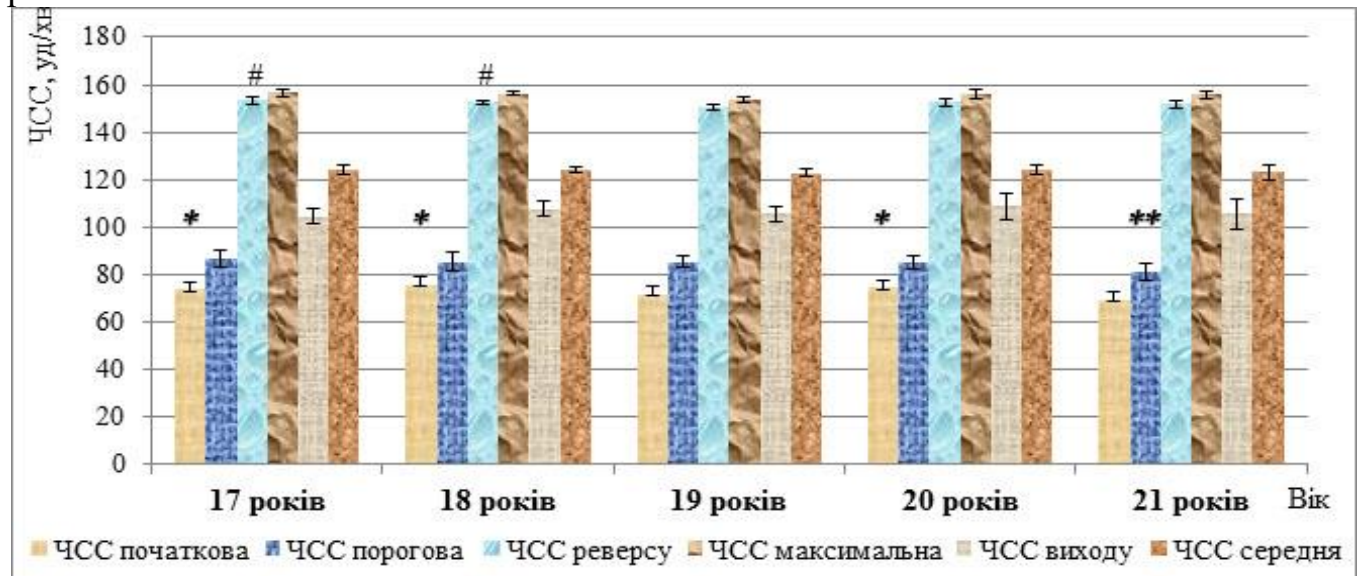 ЧСС, уд/хв
180
160
140
120
100
80
60
40
20
0
# #
* * * **
17 років 18 років 19 років 20 років 21 років Вік
ЧСС початкова ЧСС порогова ЧСС реверсу ЧСС максимальна ЧСС виходу ЧСС середня